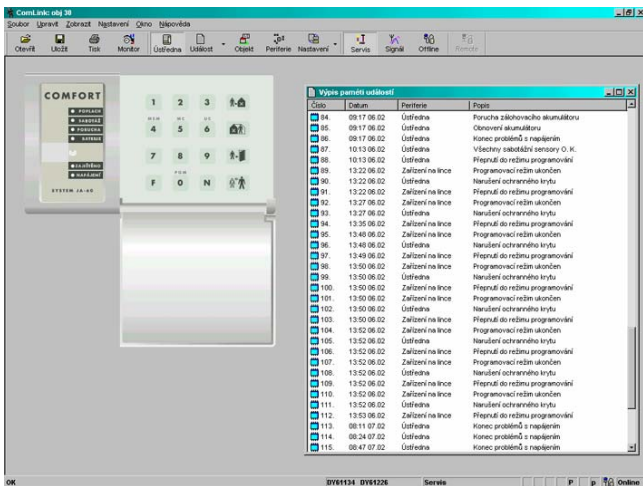 ComLink: obj 30
Soubor Upravit Zobrazit Nastavení Okno Nápověda
Otevřít Uložit Tisk Monitor Ústředna Událost Objekt Periferie Nastavení Servis Signál Offline Remote
COMFORT
POPLACH
SABOTÁŽ
PORUCHA
BATERIE
ZAJIŠTĚNO
NAPÁJENÍ
SYSTEM JA-60
1 2 3
MEM
4 5 6
7 8 9
PGM
F 0 N
Výpis paměti událostí
Číslo Datum Periferie Popis
84. 09:17 06.02 Ústředna Porucha zálohovacího akumulátoru
85. 09:17 06.02 Ústředna Obnovení akumulátoru
86. 09:17 06.02 Ústředna Konec problémů s napájením
87. 10:13 06.02 Ústředna Všechny sabotážní sensory O. K.
88. 10:13 06.02 Ústředna Přepnutí do režimu programování
89. 13:22 06.02 Zařízení na lince Programovací režim ukončen
90. 13:22 06.02 Ústředna Narušení ochranného krytu
91. 13:22 06.02 Zařízení na lince Přepnutí do režimu programování
92. 13:27 06.02 Zařízení na lince Programovací režim ukončen
93. 13:27 06.02 Ústředna Narušení ochranného krytu
94. 13:35 06.02 Zařízení na lince Přepnutí do režimu programování
95. 13:48 06.02 Zařízení na lince Programovací režim ukončen
96. 13:48 06.02 Ústředna Narušení ochranného krytu
97. 13:49 06.02 Zařízení na lince Přepnutí do režimu programování
98. 13:50 06.02 Zařízení na lince Programovací režim ukončen
99. 13:50 06.02 Ústředna Narušení ochranného krytu
100. 13:50 06.02 Zařízení na lince Přepnutí do režimu programování
101. 13:50 06.02 Zařízení na lince Programovací režim ukončen
102. 13:50 06.02 Ústředna Narušení ochranného krytu
103. 13:50 06.02 Zařízení na lince Přepnutí do režimu programování
104. 13:52 06.02 Zařízení na lince Programovací režim ukončen
105. 13:52 06.02 Ústředna Narušení ochranného krytu
106. 13:52 06.02 Zařízení na lince Přepnutí do režimu programování
107. 13:52 06.02 Zařízení na lince Programovací režim ukončen
108. 13:52 06.02 Ústředna Narušení ochranného krytu
109. 13:52 06.02 Zařízení na lince Přepnutí do režimu programování
110. 13:52 06.02 Zařízení na lince Programovací režim ukončen
111. 13:52 06.02 Ústředna Narušení ochranného krytu
112. 13:53 06.02 Zařízení na lince Přepnutí do režimu programování
113. 08:11 07.02 Ústředna Konec problémů s napájením
114. 08:24 07.02 Ústředna Konec problémů s napájením
115. 08:47 07.02 Ústředna Konec problémů s napájením
OK DY61134 DY61226 Servis P p Online